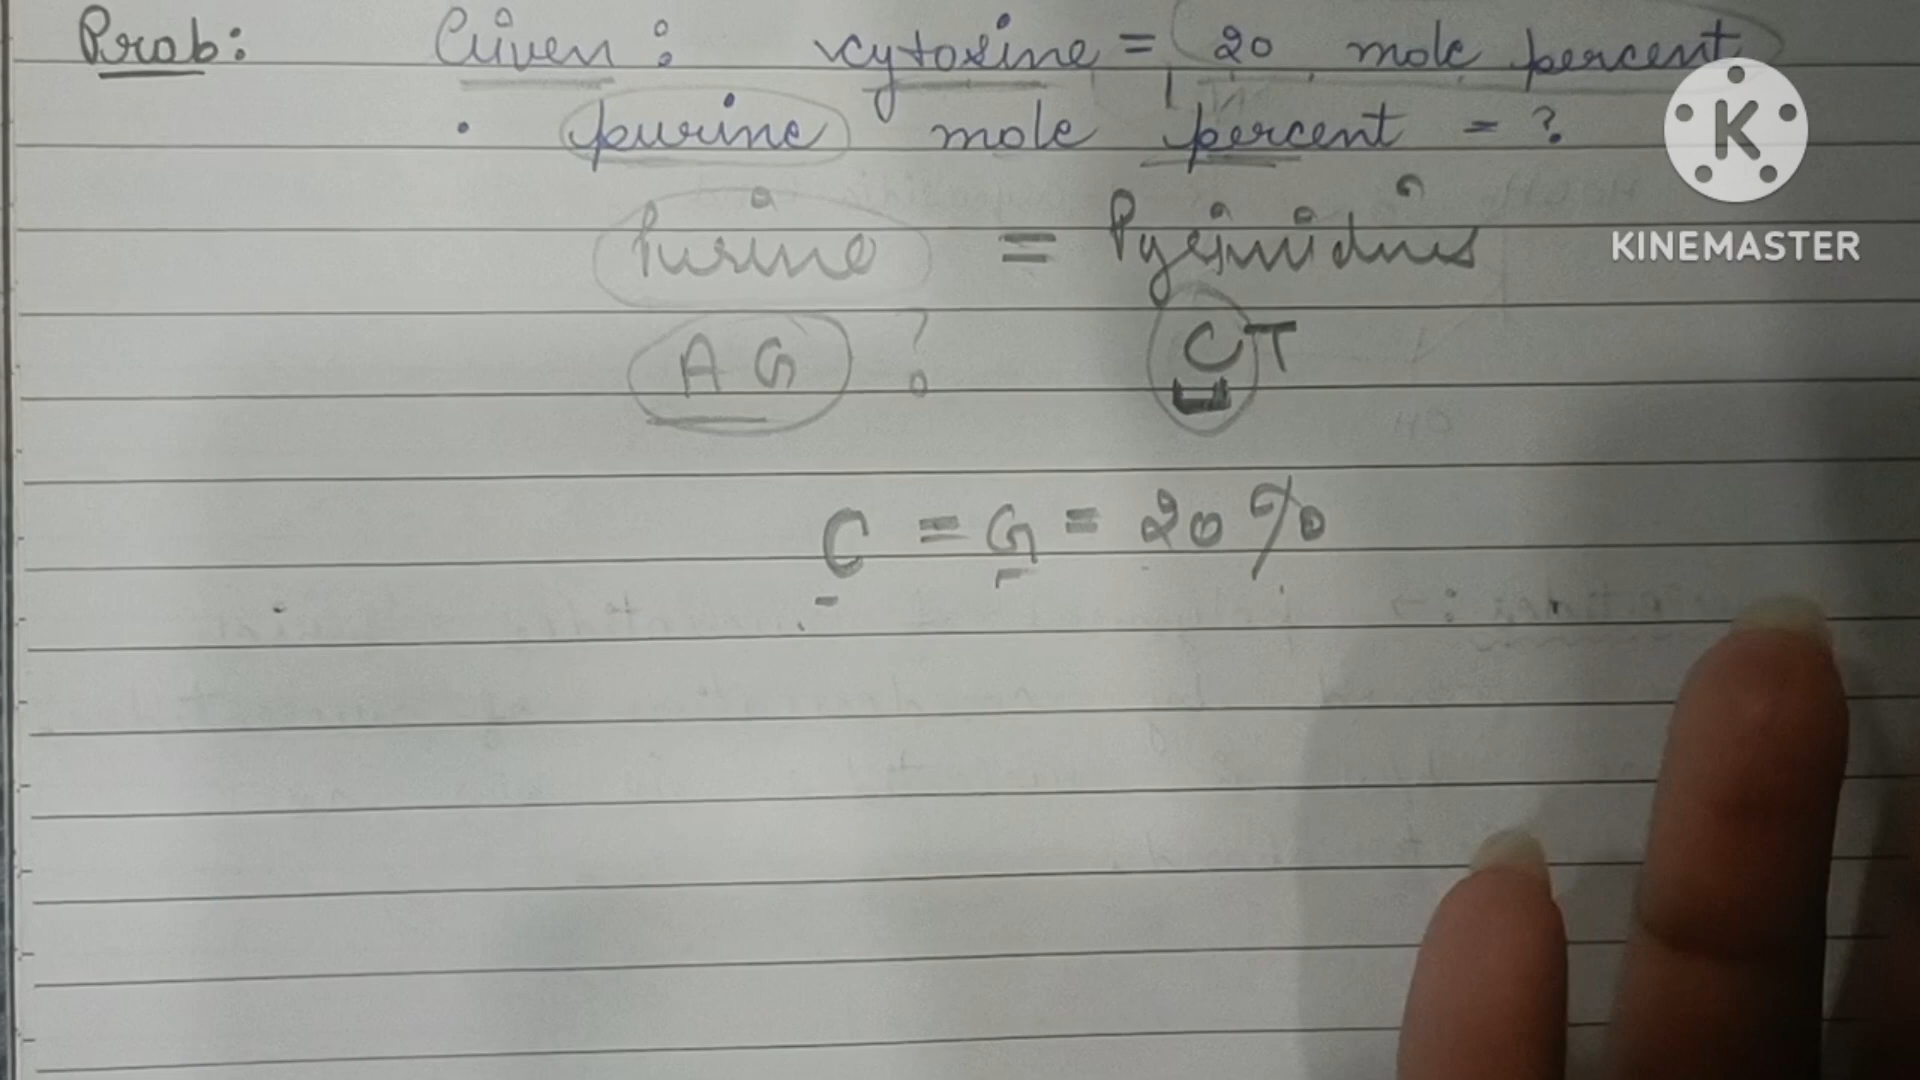 Prob: Given: cytosine = 20 mole percent
• purine mole percent = ?
Purine = Pyrimidines
A G ? C T
C = G = 20%
K
KINEMASTER